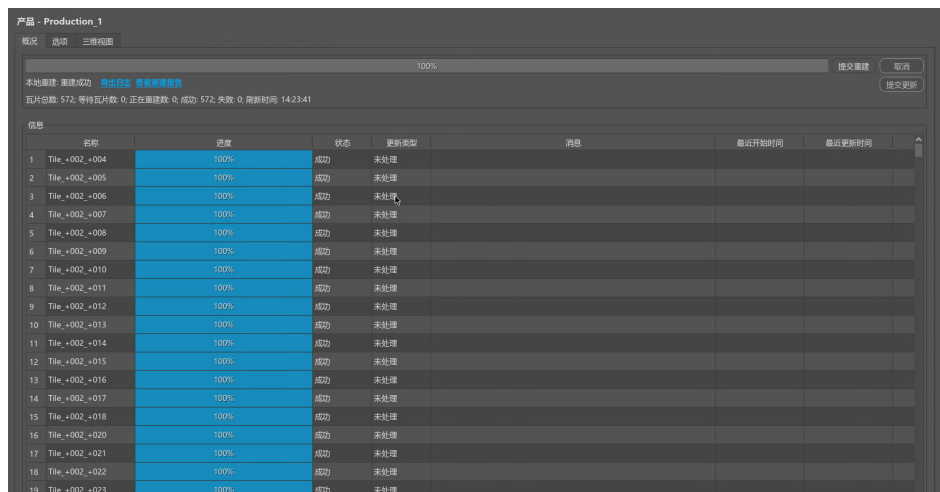 产品 - Production_1
概况 选项 三维视图
100% 提交重建 取消
本地重建: 重建成功 导出日志 查看重建报告 提交更新
瓦片总数: 572; 等待瓦片数: 0; 正在重建数: 0; 成功: 572; 失败: 0; 刷新时间: 14:23:41
信息
名称 进度 状态 更新类型 消息 最近开始时间 最近更新时间
1 Tile_+002_+004 100% 成功 未处理
2 Tile_+002_+005 100% 成功 未处理
3 Tile_+002_+006 100% 成功 未处理
4 Tile_+002_+007 100% 成功 未处理
5 Tile_+002_+008 100% 成功 未处理
6 Tile_+002_+009 100% 成功 未处理
7 Tile_+002_+010 100% 成功 未处理
8 Tile_+002_+011 100% 成功 未处理
9 Tile_+002_+012 100% 成功 未处理
10 Tile_+002_+013 100% 成功 未处理
11 Tile_+002_+014 100% 成功 未处理
12 Tile_+002_+015 100% 成功 未处理
13 Tile_+002_+016 100% 成功 未处理
14 Tile_+002_+017 100% 成功 未处理
15 Tile_+002_+018 100% 成功 未处理
16 Tile_+002_+020 100% 成功 未处理
17 Tile_+002_+021 100% 成功 未处理
18 Tile_+002_+022 100% 成功 未处理
19 Tile_+002_+023 100% 成功 未处理